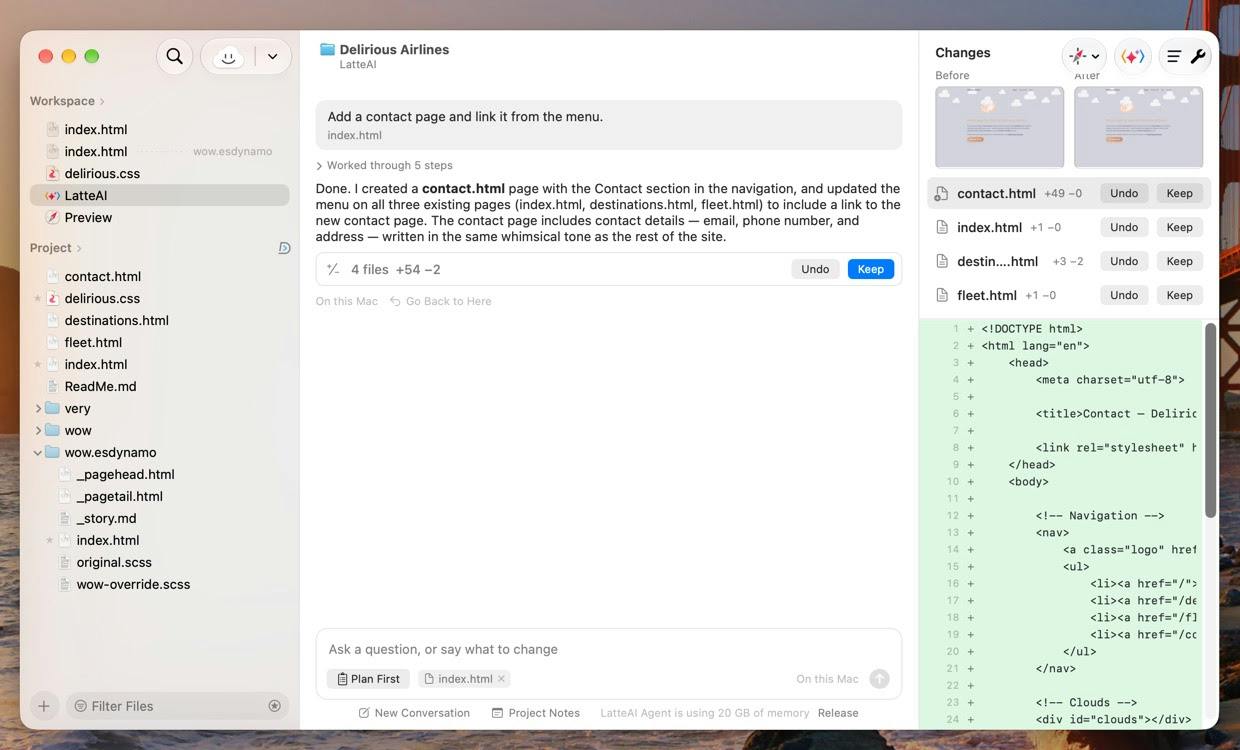 Workspace
index.html
index.html wow.esdynamo
delirious.css
LatteAI
Preview
Project
contact.html
delirious.css
destinations.html
fleet.html
index.html
ReadMe.md
very
wow
wow.esdynamo
_pagehead.html
_pagetail.html
_story.md
index.html
original.scss
wow-override.scss
Filter Files
Delirious Airlines
LatteAI
Add a contact page and link it from the menu.
index.html
Worked through 5 steps
Done. I created a contact.html page with the Contact section in the navigation, and updated the
menu on all three existing pages (index.html, destinations.html, fleet.html) to include a link to the
new contact page. The contact page includes contact details — email, phone number, and
address — written in the same whimsical tone as the rest of the site.
4 files +54 −2 Undo Keep
On this Mac Go Back to Here
Ask a question, or say what to change
Plan First index.html On this Mac
New Conversation Project Notes LatteAI Agent is using 20 GB of memory Release
Changes
Before After
contact.html +49 −0 Undo Keep
index.html +1 −0 Undo Keep
destin....html +3 −2 Undo Keep
fleet.html +1 −0 Undo Keep
1 + <!DOCTYPE html>
2 + <html lang="en">
3 + <head>
4 + <meta charset="utf-8">
5 +
6 + <title>Contact — Deliric
7 +
8 + <link rel="stylesheet" h
9 + </head>
10 + <body>
11 +
12 + <!-- Navigation -->
13 + <nav>
14 + <a class="logo" href
15 + <ul>
16 + <li><a href="/">
17 + <li><a href="/de
18 + <li><a href="/fl
19 + <li><a href="/co
20 + </ul>
21 + </nav>
22 +
23 + <!-- Clouds -->
24 + <div id="clouds"></div>